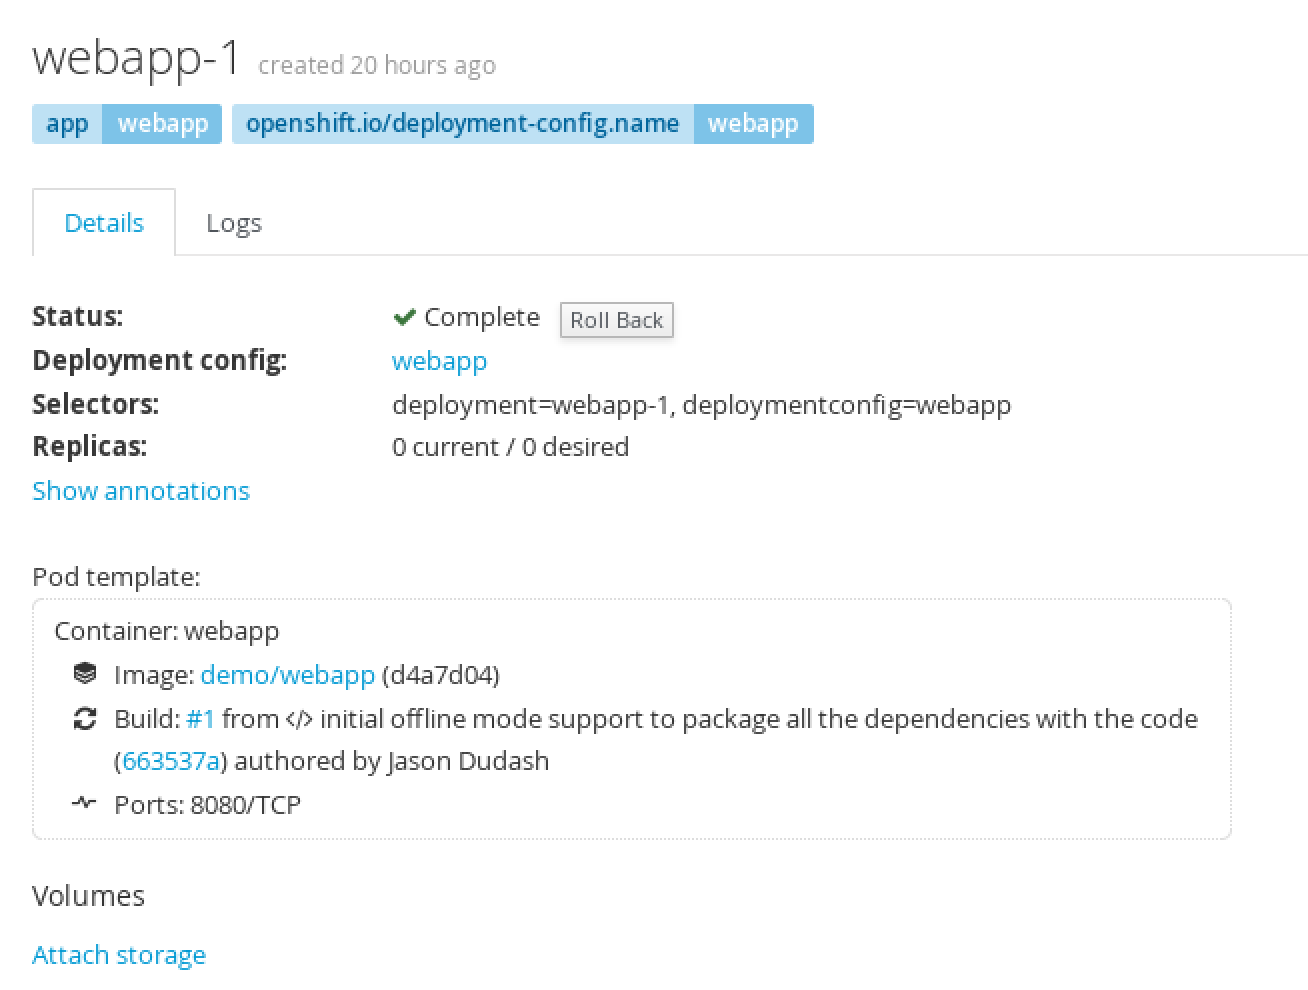 webapp-1 created 20 hours ago
app webapp openshift.io/deployment-config.name webapp
Details Logs
Status: Complete Roll Back
Deployment config: webapp
Selectors: deployment=webapp-1, deploymentconfig=webapp
Replicas: 0 current / 0 desired
Show annotations
Pod template:
Container: webapp
Image: demo/webapp (d4a7d04)
Build: #1 from </> initial offline mode support to package all the dependencies with the code
(663537a) authored by Jason Dudash
Ports: 8080/TCP
Volumes
Attach storage